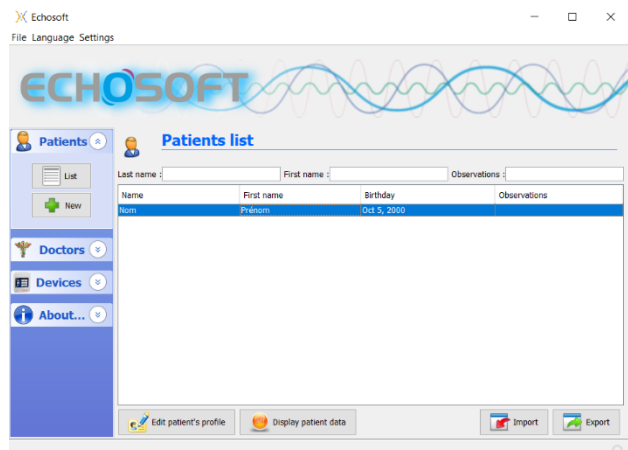 Echosoft
File Language Settings
ECHOSOFT
Patients
List
New
Doctors
Devices
About...
Patients list
Last name : First name : Observations :
Name First name Birthday Observations
Nom Prénom Oct 5, 2000
Edit patient's profile Display patient data Import Export